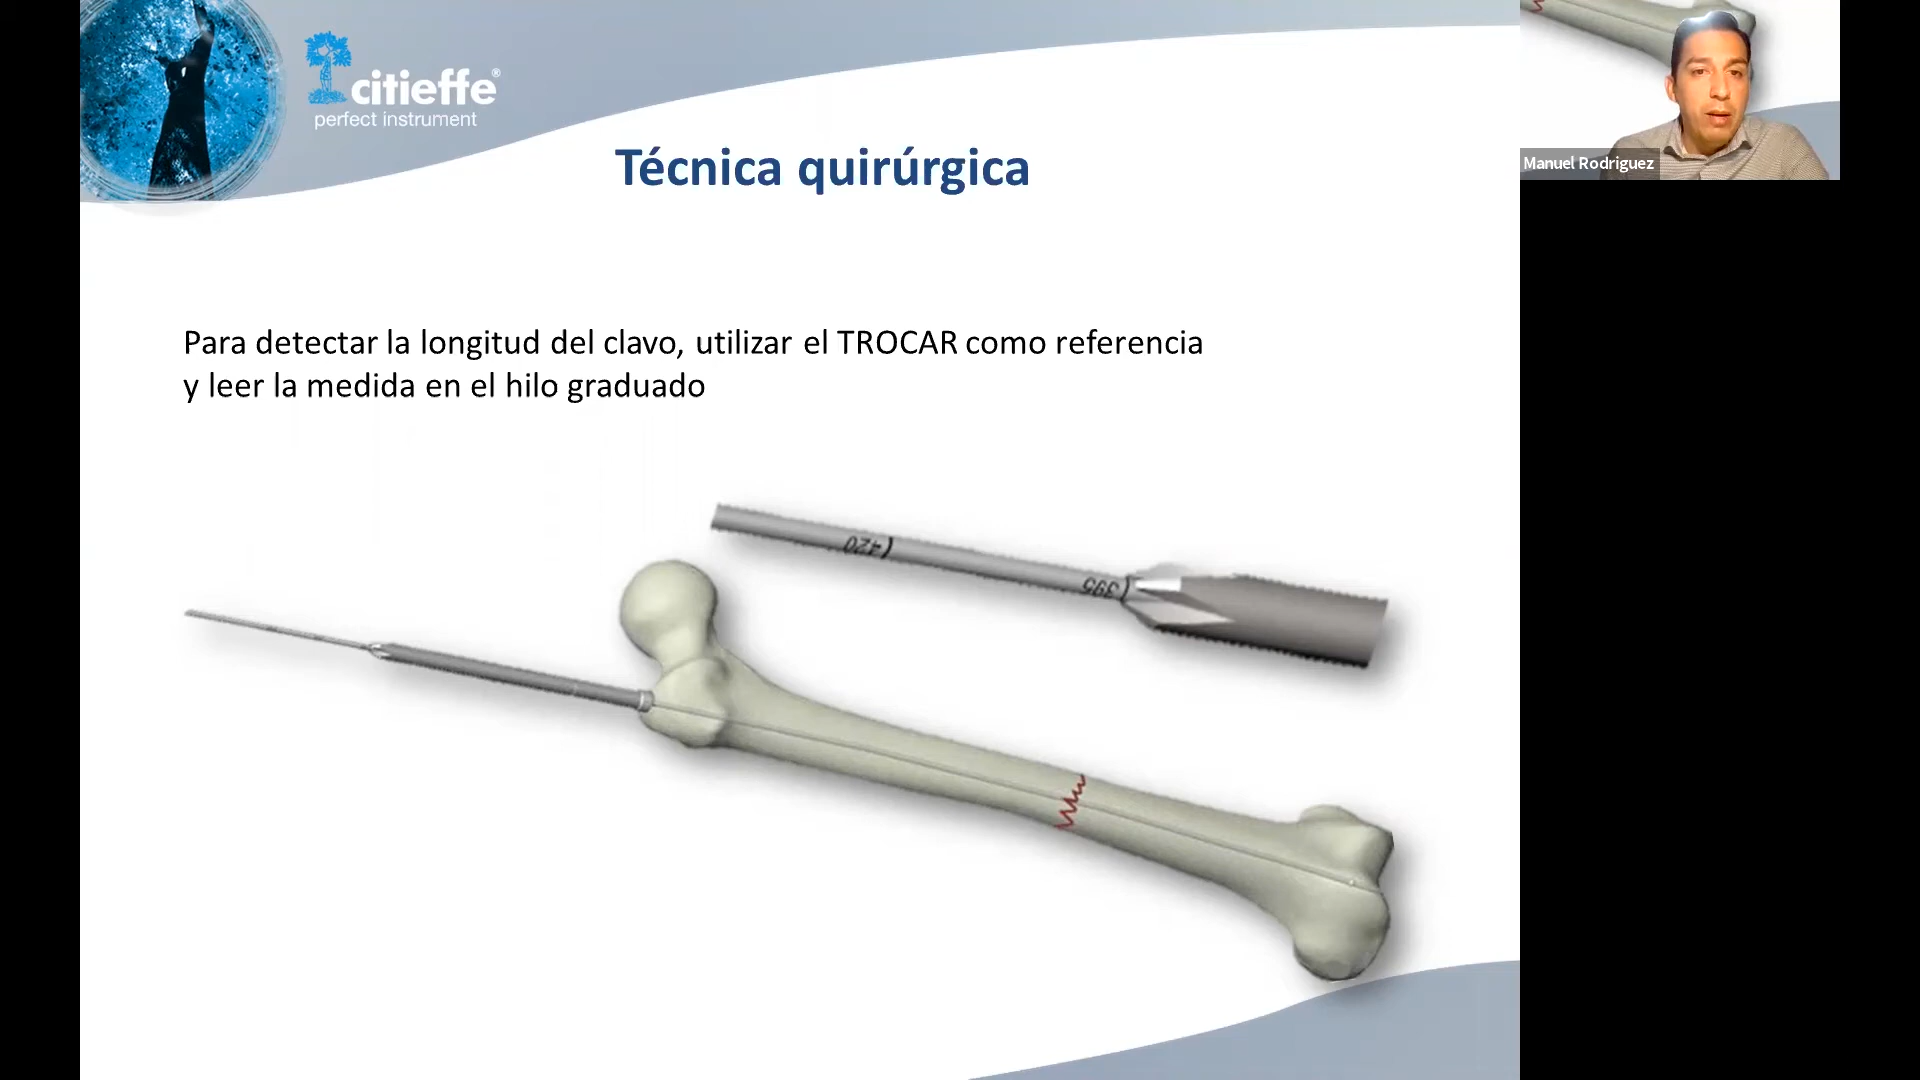 citieffe®
perfect instrument
Técnica quirúrgica
Manuel Rodriguez
Para detectar la longitud del clavo, utilizar el TROCAR como referencia
y leer la medida en el hilo graduado
420
395